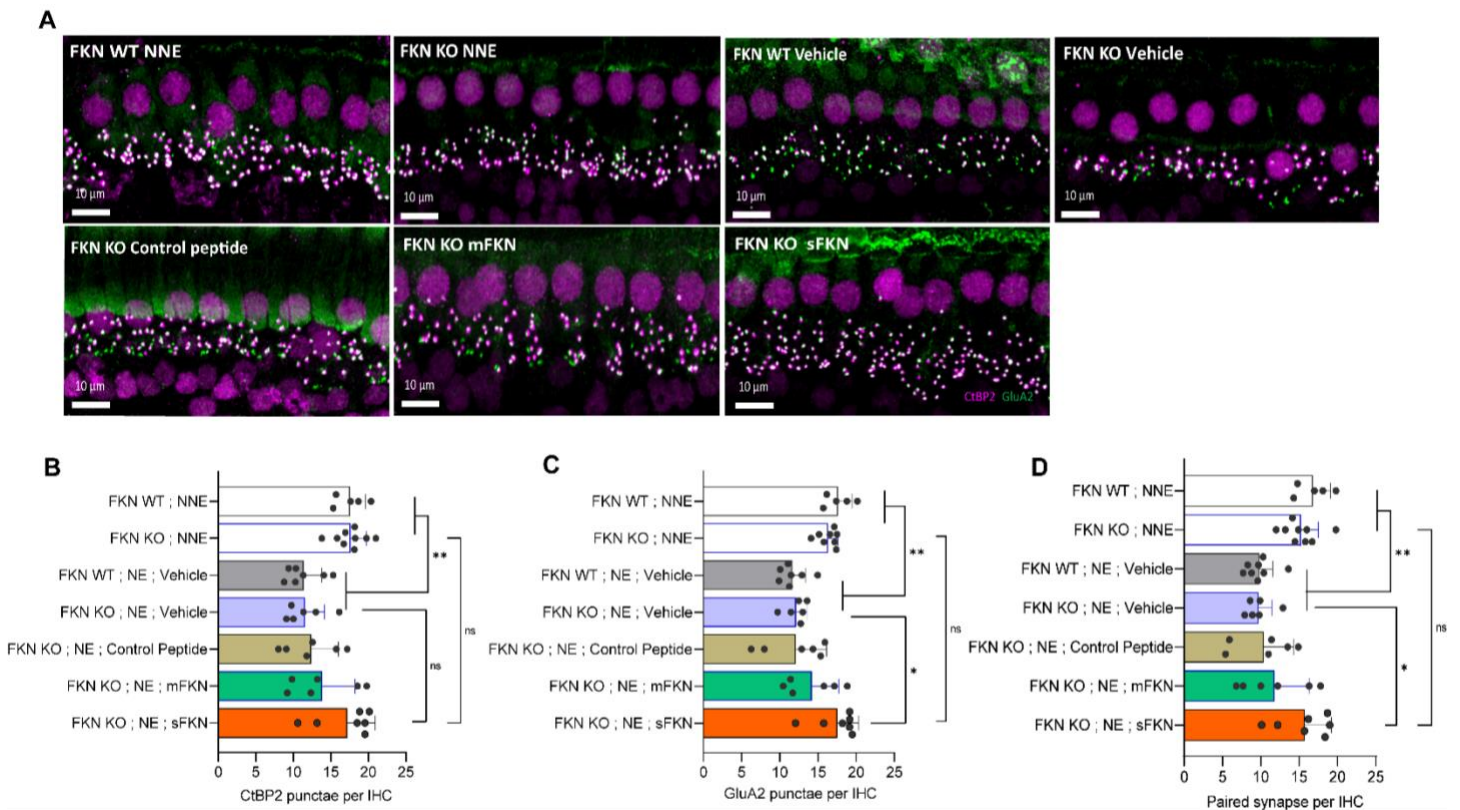 A
FKN WT NNE
FKN KO NNE
FKN WT Vehicle
FKN KO Vehicle
10 µm
10 µm
10 µm
10 µm
FKN KO Control peptide
FKN KO mFKN
FKN KO sFKN
10 µm
10 µm
10 µm
CtBP2 GluA2
B
FKN WT ; NNE
FKN KO ; NNE
FKN WT ; NE ; Vehicle
FKN KO ; NE ; Vehicle
FKN KO ; NE ; Control Peptide
FKN KO ; NE ; mFKN
FKN KO ; NE ; sFKN
**
ns
ns
0 5 10 15 20 25
CtBP2 punctae per IHC
C
FKN WT ; NNE
FKN KO ; NNE
FKN WT ; NE ; Vehicle
FKN KO ; NE ; Vehicle
FKN KO ; NE ; Control Peptide
FKN KO ; NE ; mFKN
FKN KO ; NE ; sFKN
**
*
ns
0 5 10 15 20 25
GluA2 punctae per IHC
D
FKN WT ; NNE
FKN KO ; NNE
FKN WT ; NE ; Vehicle
FKN KO ; NE ; Vehicle
FKN KO ; NE ; Control Peptide
FKN KO ; NE ; mFKN
FKN KO ; NE ; sFKN
**
*
ns
0 5 10 15 20 25
Paired synapse per IHC